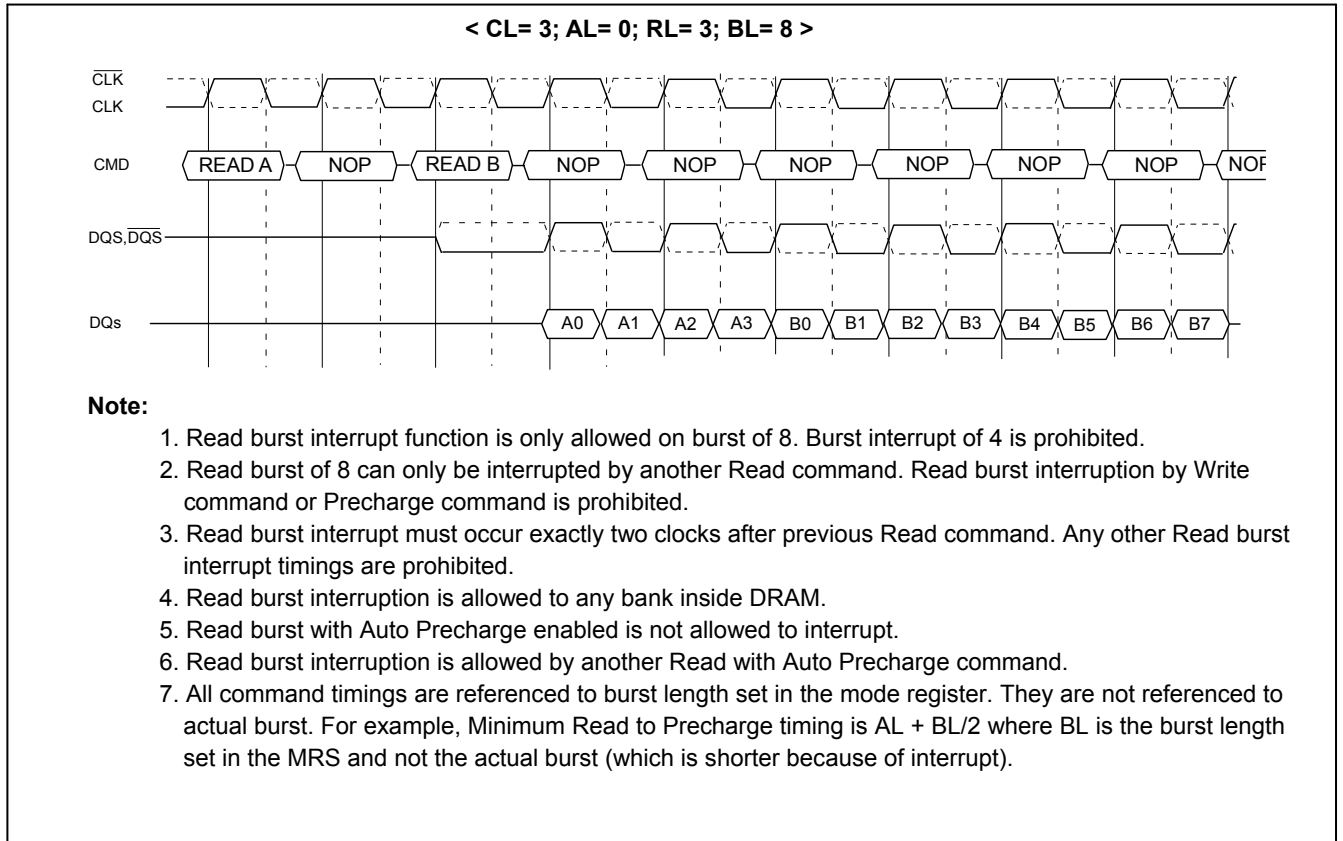 < CL= 3; AL= 0; RL= 3; BL= 8 >
CLK
CLK
CMD READ A NOP READ B NOP NOP NOP NOP NOP NOP NOP
DQS,DQS
DQs A0 A1 A2 A3 B0 B1 B2 B3 B4 B5 B6 B7
Note:
1. Read burst interrupt function is only allowed on burst of 8. Burst interrupt of 4 is prohibited.
2. Read burst of 8 can only be interrupted by another Read command. Read burst interruption by Write
command or Precharge command is prohibited.
3. Read burst interrupt must occur exactly two clocks after previous Read command. Any other Read burst
interrupt timings are prohibited.
4. Read burst interruption is allowed to any bank inside DRAM.
5. Read burst with Auto Precharge enabled is not allowed to interrupt.
6. Read burst interruption is allowed by another Read with Auto Precharge command.
7. All command timings are referenced to burst length set in the mode register. They are not referenced to
actual burst. For example, Minimum Read to Precharge timing is AL + BL/2 where BL is the burst length
set in the MRS and not the actual burst (which is shorter because of interrupt).